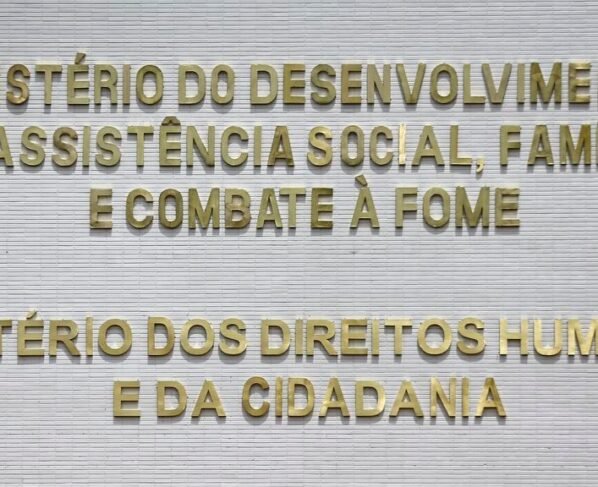 STÉRIO DO DESENVOLVIME
ASSISTÊNCIA SOCIAL, FAM
E COMBATE À FOME
TÉRIO DOS DIREITOS HUM
E DA CIDADANIA